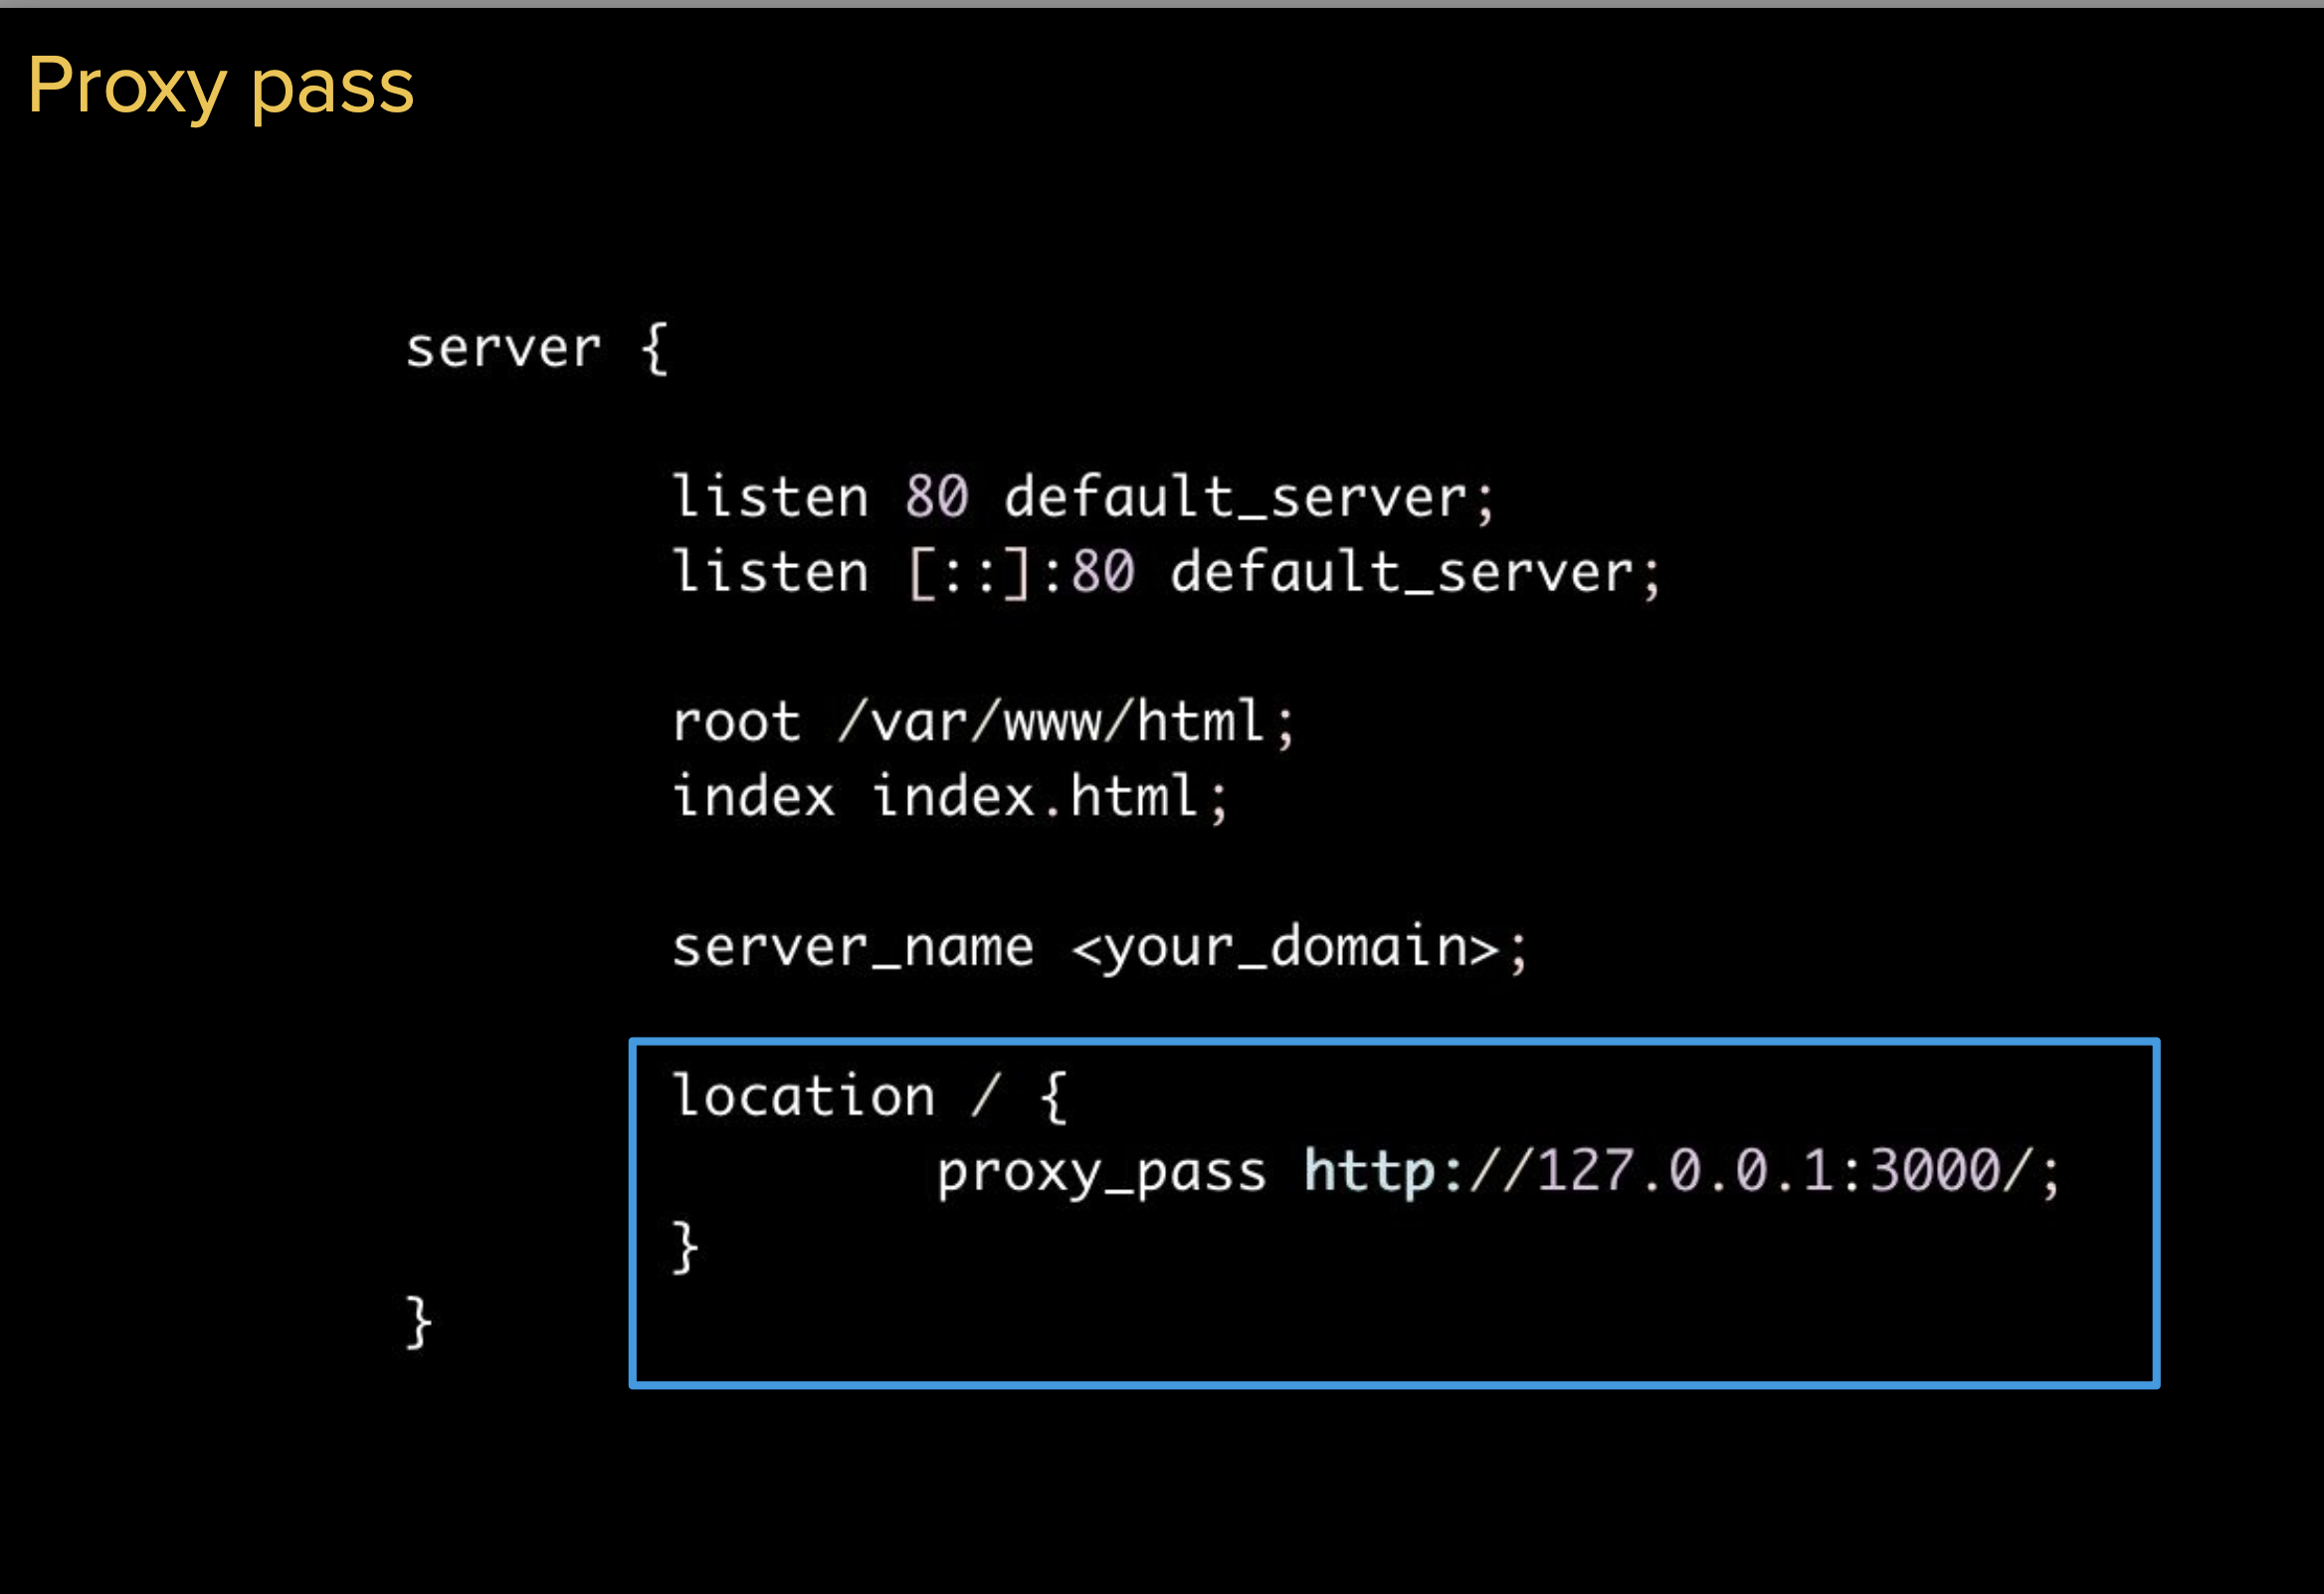 Proxy pass
server {
listen 80 default_server;
listen [::]:80 default_server;
root /var/www/html;
index index.html;
server_name <your_domain>;
location / {
proxy_pass http://127.0.0.1:3000/;
}
}